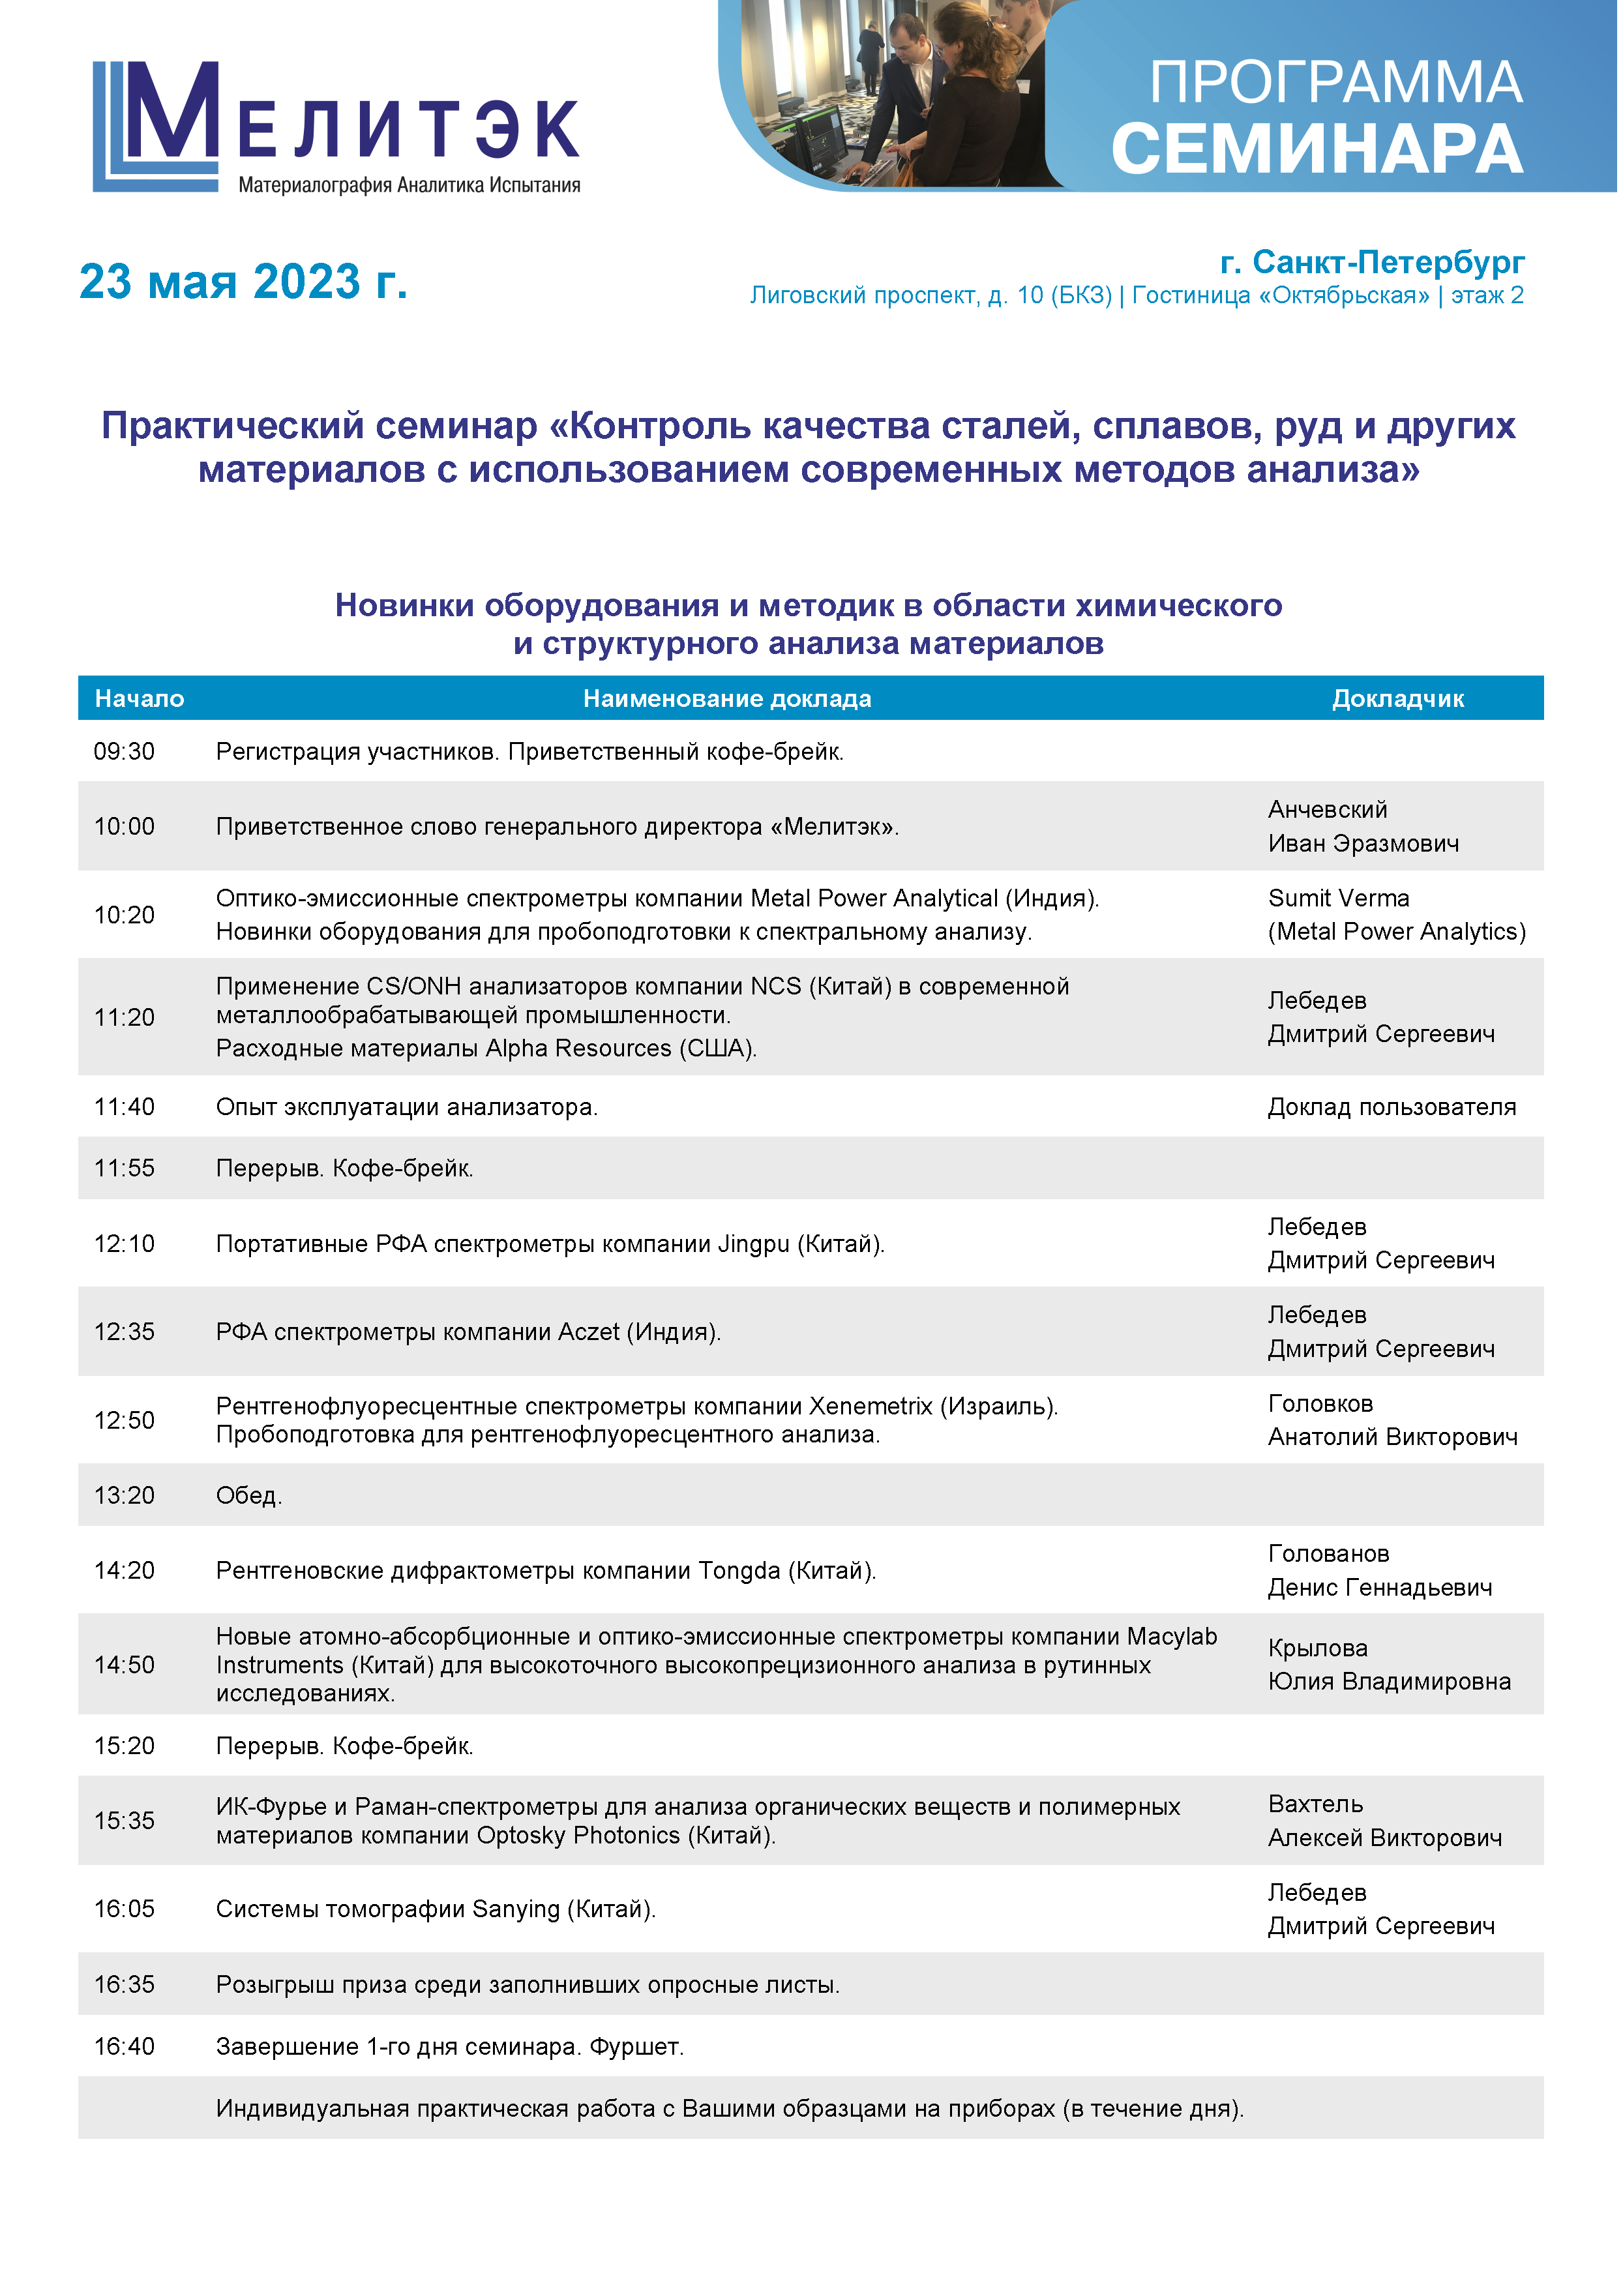 Мелитэк
Материалография Аналитика Испытания
ПРОГРАММА
СЕМИНАРА
23 мая 2023 г.
г. Санкт-Петербург
Лиговский проспект, д. 10 (БКЗ) | Гостиница «Октябрьская» | этаж 2
Практический семинар «Контроль качества сталей, сплавов, руд и других
материалов с использованием современных методов анализа»
Новинки оборудования и методик в области химического
и структурного анализа материалов
Начало Наименование доклада Докладчик
09:30 Регистрация участников. Приветственный кофе-брейк.
10:00 Приветственное слово генерального директора «Мелитэк».
Анчевский
Иван Эразмович
10:20
Оптико-эмиссионные спектрометры компании Metal Power Analytical (Индия).
Новинки оборудования для пробоподготовки к спектральному анализу.
Sumit Verma
(Metal Power Analytics)
11:20
Применение CS/ONH анализаторов компании NCS (Китай) в современной
металлообрабатывающей промышленности.
Расходные материалы Alpha Resources (США).
Лебедев
Дмитрий Сергеевич
11:40 Опыт эксплуатации анализатора. Доклад пользователя
11:55 Перерыв. Кофе-брейк.
12:10 Портативные РФА спектрометры компании Jingpu (Китай).
Лебедев
Дмитрий Сергеевич
12:35 РФА спектрометры компании Aczet (Индия).
Лебедев
Дмитрий Сергеевич
12:50
Рентгенофлуоресцентные спектрометры компании Xenemetrix (Израиль).
Пробоподготовка для рентгенофлуоресцентного анализа.
Головков
Анатолий Викторович
13:20 Обед.
14:20 Рентгеновские дифрактометры компании Tongda (Китай).
Голованов
Денис Геннадьевич
14:50
Новые атомно-абсорбционные и оптико-эмиссионные спектрометры компании Macylab
Instruments (Китай) для высокоточного высокопрецизионного анализа в рутинных
исследованиях.
Крылова
Юлия Владимировна
15:20 Перерыв. Кофе-брейк.
15:35
ИК-Фурье и Раман-спектрометры для анализа органических веществ и полимерных
материалов компании Optosky Photonics (Китай).
Вахтель
Алексей Викторович
16:05 Системы томографии Sanying (Китай).
Лебедев
Дмитрий Сергеевич
16:35 Розыгрыш приза среди заполнивших опросные листы.
16:40 Завершение 1-го дня семинара. Фуршет.
Индивидуальная практическая работа с Вашими образцами на приборах (в течение дня).